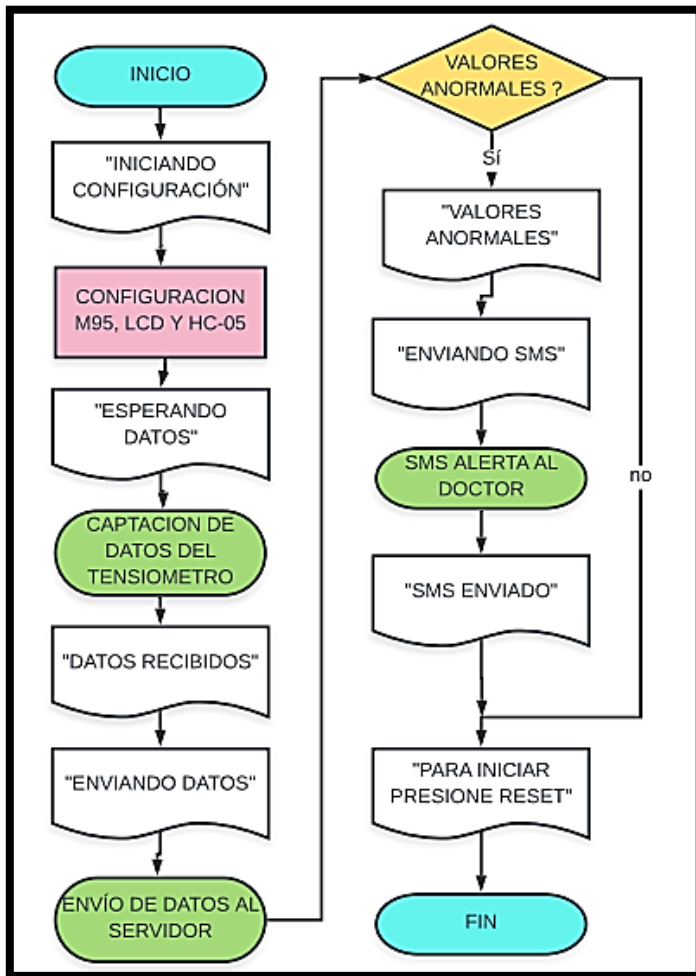 INICIO
"INICIANDO
CONFIGURACIÓN"
CONFIGURACION
M95, LCD Y HC-05
"ESPERANDO
DATOS"
CAPTACION DE
DATOS DEL
TENSIOMETRO
"DATOS RECIBIDOS"
"ENVIANDO DATOS"
ENVÍO DE DATOS AL
SERVIDOR
VALORES
ANORMALES ?
Sí
"VALORES
ANORMALES"
"ENVIANDO SMS"
SMS ALERTA AL
DOCTOR
no
"SMS ENVIADO"
"PARA INICIAR
PRESIONE RESET"
FIN